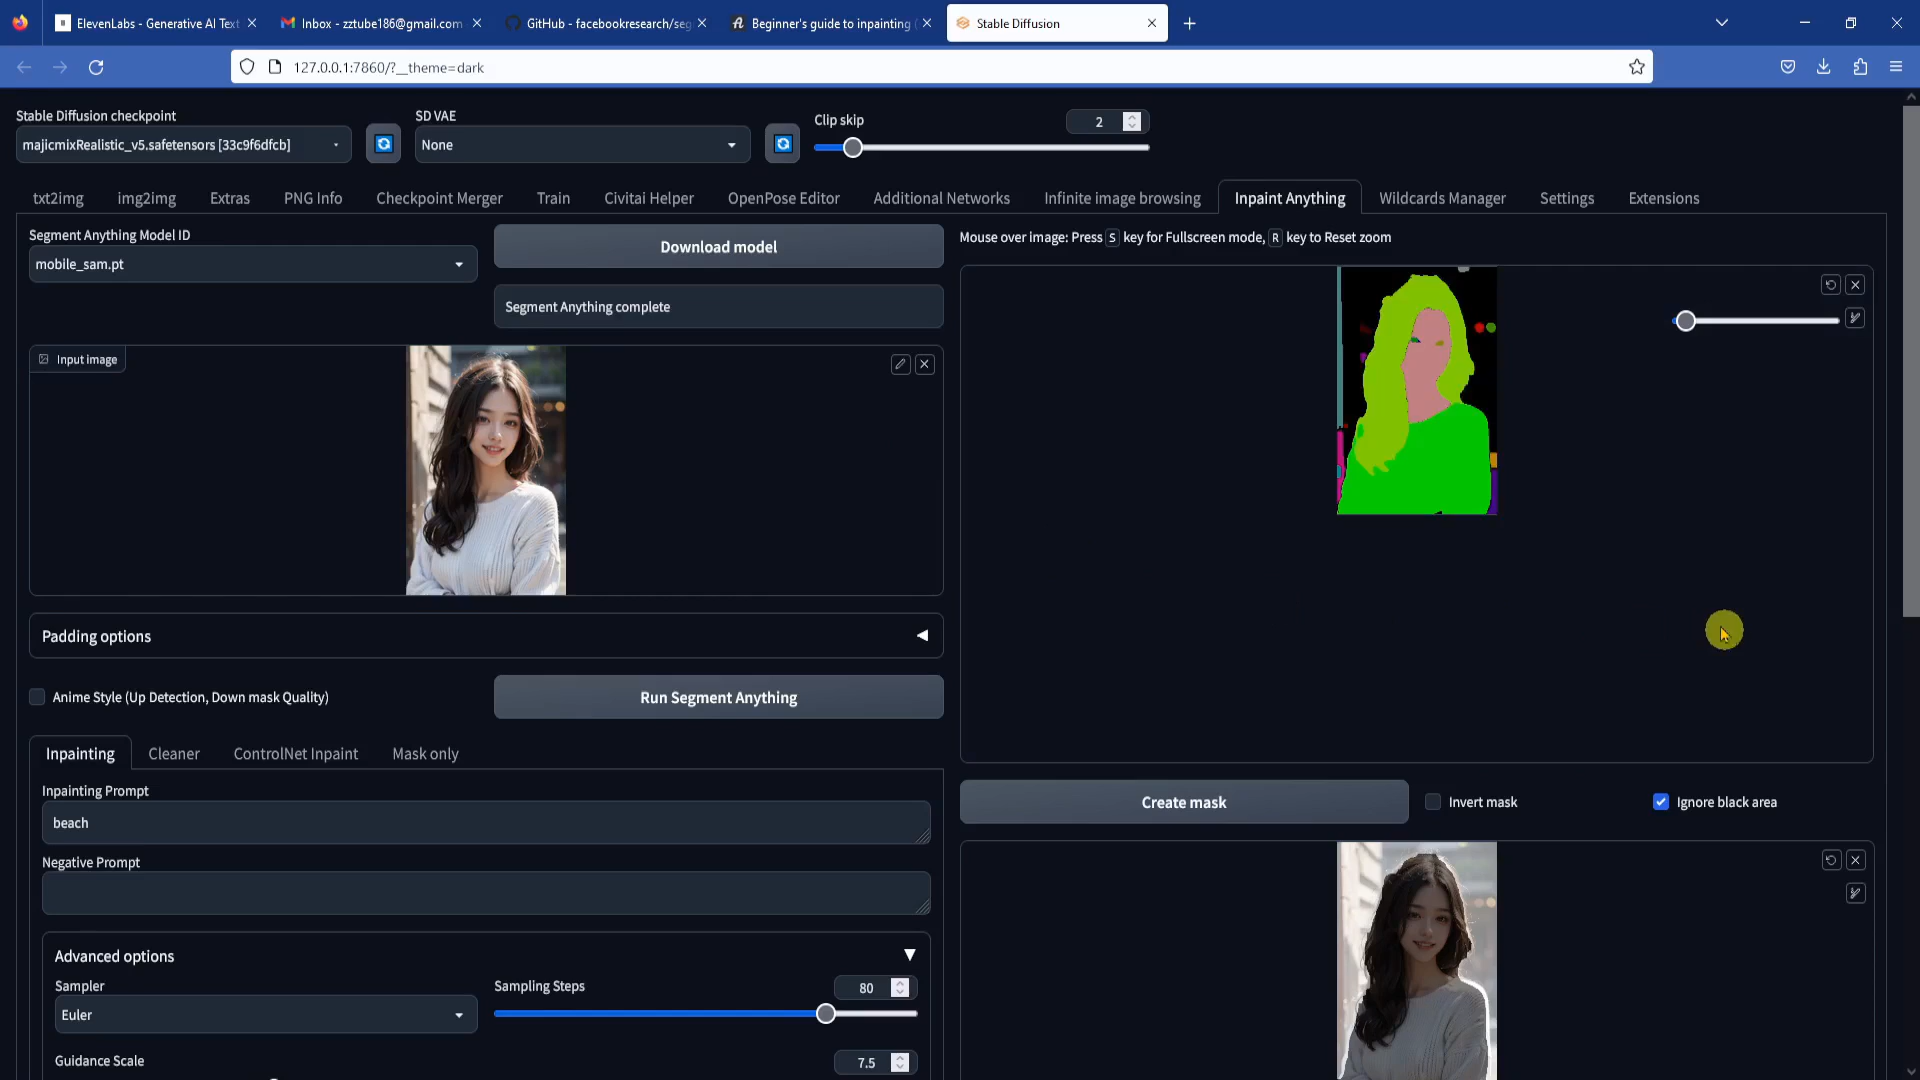 ElevenLabs - Generative AI Text
Inbox - zztube186@gmail.com
GitHub - facebookresearch/seg
Beginner's guide to inpainting (
Stable Diffusion
127.0.0.1:7860/?__theme=dark
Stable Diffusion checkpoint
majicmixRealistic_v5.safetensors [33c9f6dfcb]
SD VAE
None
Clip skip
2
txt2img
img2img
Extras
PNG Info
Checkpoint Merger
Train
Civitai Helper
OpenPose Editor
Additional Networks
Infinite image browsing
Inpaint Anything
Wildcards Manager
Settings
Extensions
Segment Anything Model ID
mobile_sam.pt
Download model
Segment Anything complete
Mouse over image: Press S key for Fullscreen mode, R key to Reset zoom
Input image
Padding options
Anime Style (Up Detection, Down mask Quality)
Run Segment Anything
Inpainting
Cleaner
ControlNet Inpaint
Mask only
Inpainting Prompt
beach
Negative Prompt
Create mask
Invert mask
Ignore black area
Advanced options
Sampler
Euler
Sampling Steps
80
Guidance Scale
7.5